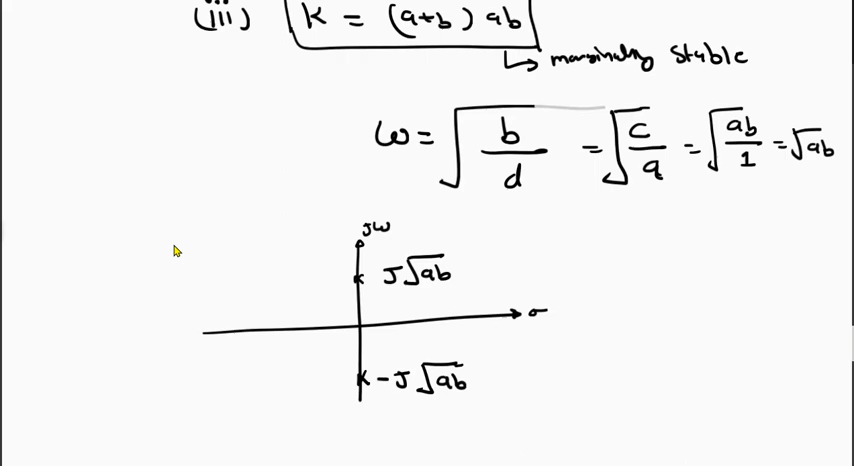 (iii) K = (a+b) ab
↳ marginally stable
ω = √(b/d) = √(c/a) = √(ab/1) = √ab
jω
J√ab
σ
-J√ab